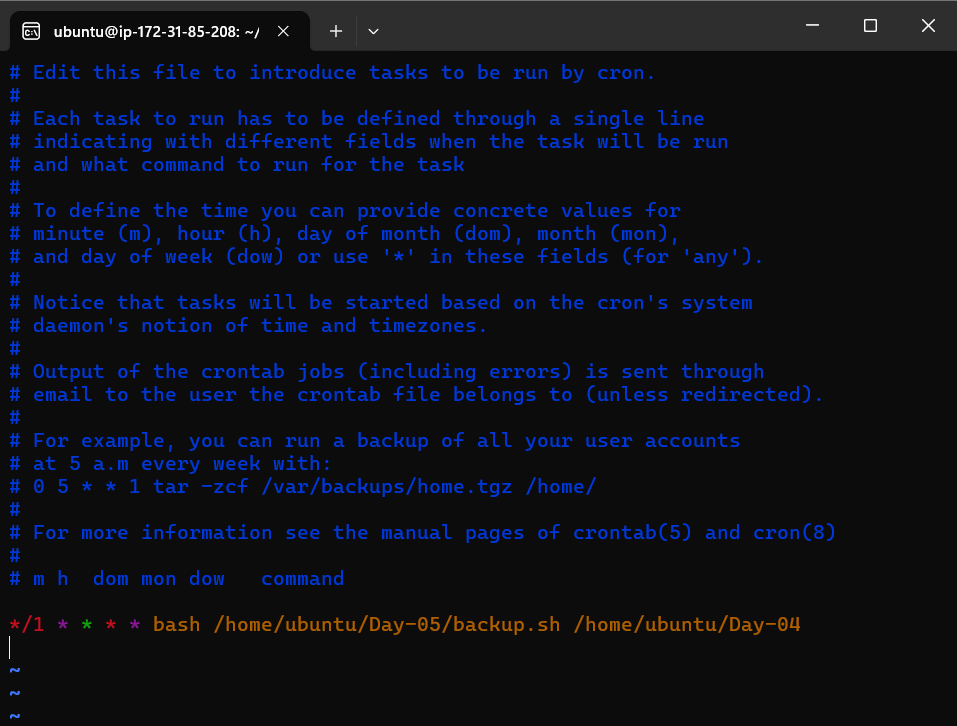 ubuntu@ip-172-31-85-208: ~/
# Edit this file to introduce tasks to be run by cron.
#
# Each task to run has to be defined through a single line
# indicating with different fields when the task will be run
# and what command to run for the task
#
# To define the time you can provide concrete values for
# minute (m), hour (h), day of month (dom), month (mon),
# and day of week (dow) or use '*' in these fields (for 'any').
#
# Notice that tasks will be started based on the cron's system
# daemon's notion of time and timezones.
#
# Output of the crontab jobs (including errors) is sent through
# email to the user the crontab file belongs to (unless redirected).
#
# For example, you can run a backup of all your user accounts
# at 5 a.m every week with:
# 0 5 * * 1 tar -zcf /var/backups/home.tgz /home/
#
# For more information see the manual pages of crontab(5) and cron(8)
#
# m h  dom mon dow   command

*/1 * * * * bash /home/ubuntu/Day-05/backup.sh /home/ubuntu/Day-04

~
~
~